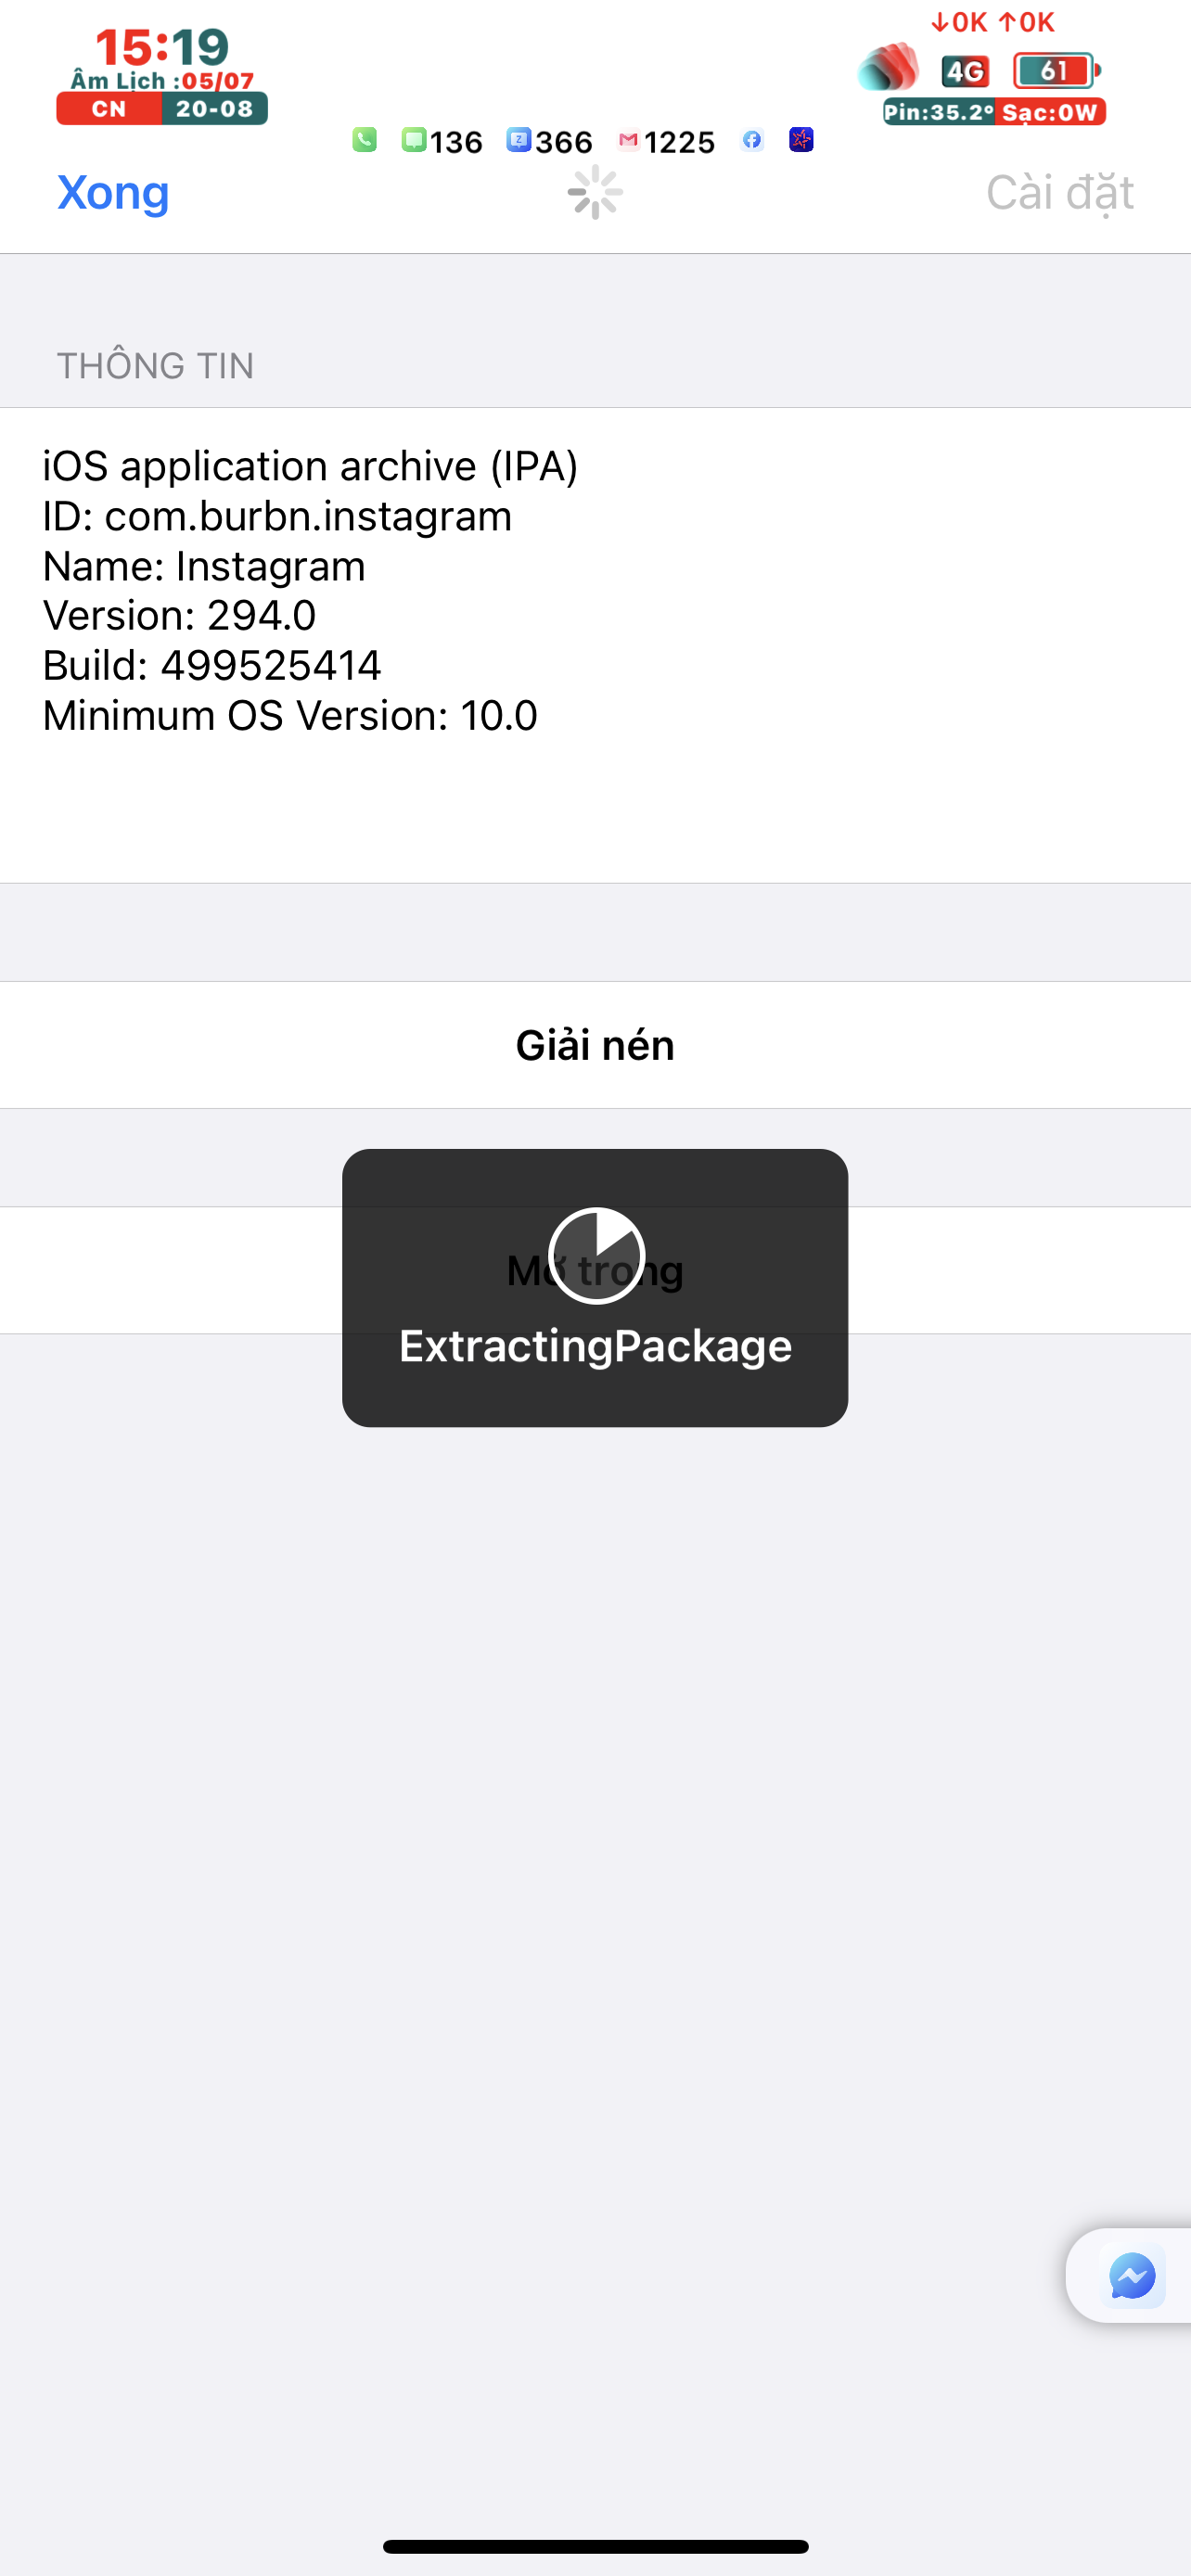 ↓0K ↑0K
15:19
Âm Lịch :05/07
CN 20-08
4G
61
Pin:35.2° Sạc:0W
136 366 1225
Xong
Cài đặt
THÔNG TIN
iOS application archive (IPA)
ID: com.burbn.instagram
Name: Instagram
Version: 294.0
Build: 499525414
Minimum OS Version: 10.0
Giải nén
Mở trong
ExtractingPackage